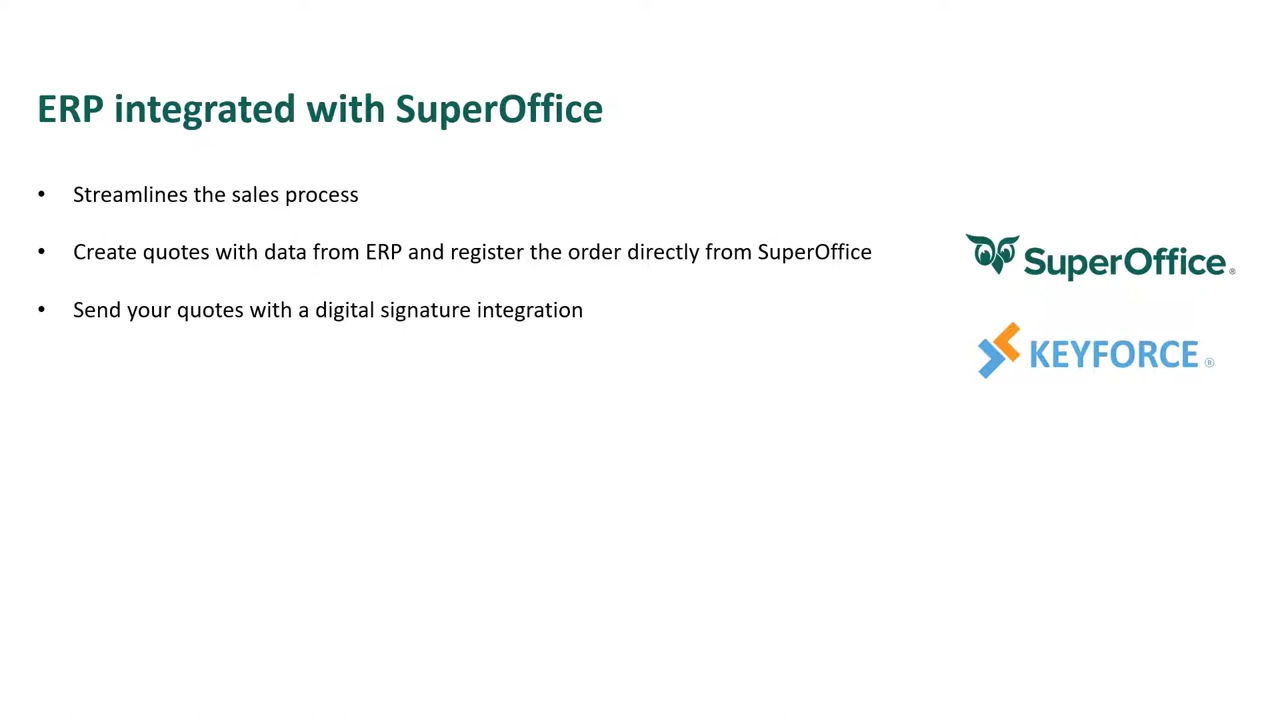 ERP integrated with SuperOffice
• Streamlines the sales process
• Create quotes with data from ERP and register the order directly from SuperOffice
• Send your quotes with a digital signature integration
SuperOffice®
KEYFORCE®